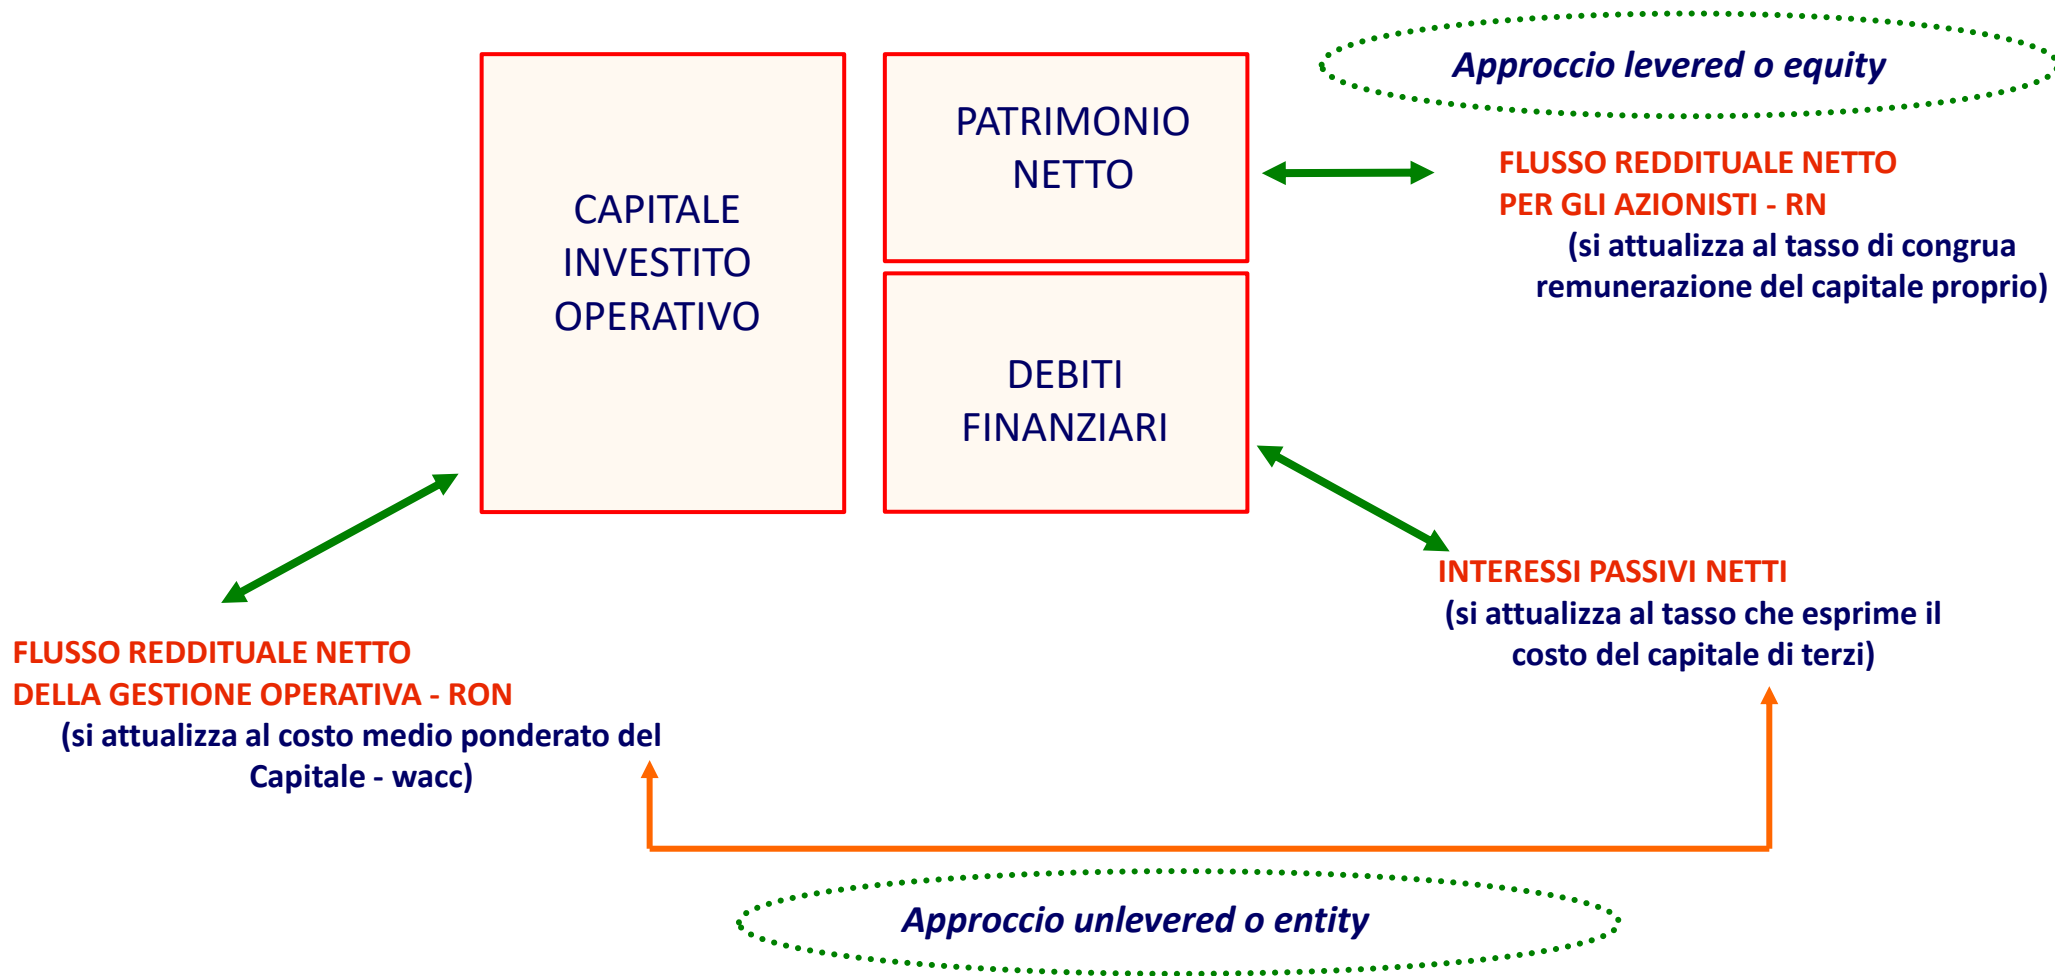 Approccio levered o equity
CAPITALE
INVESTITO
OPERATIVO
PATRIMONIO
NETTO
DEBITI
FINANZIARI
FLUSSO REDDITUALE NETTO
PER GLI AZIONISTI - RN
(si attualizza al tasso di congrua
remunerazione del capitale proprio)
INTERESSI PASSIVI NETTI
(si attualizza al tasso che esprime il
costo del capitale di terzi)
FLUSSO REDDITUALE NETTO
DELLA GESTIONE OPERATIVA - RON
(si attualizza al costo medio ponderato del
Capitale - wacc)
Approccio unlevered o entity